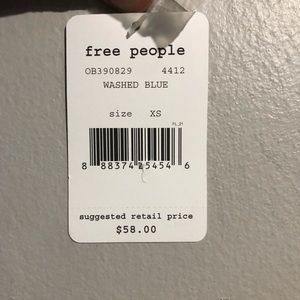 free people
OB390829 4412
WASHED BLUE
size XS
8 88374 25454 6
suggested retail price
$58.00